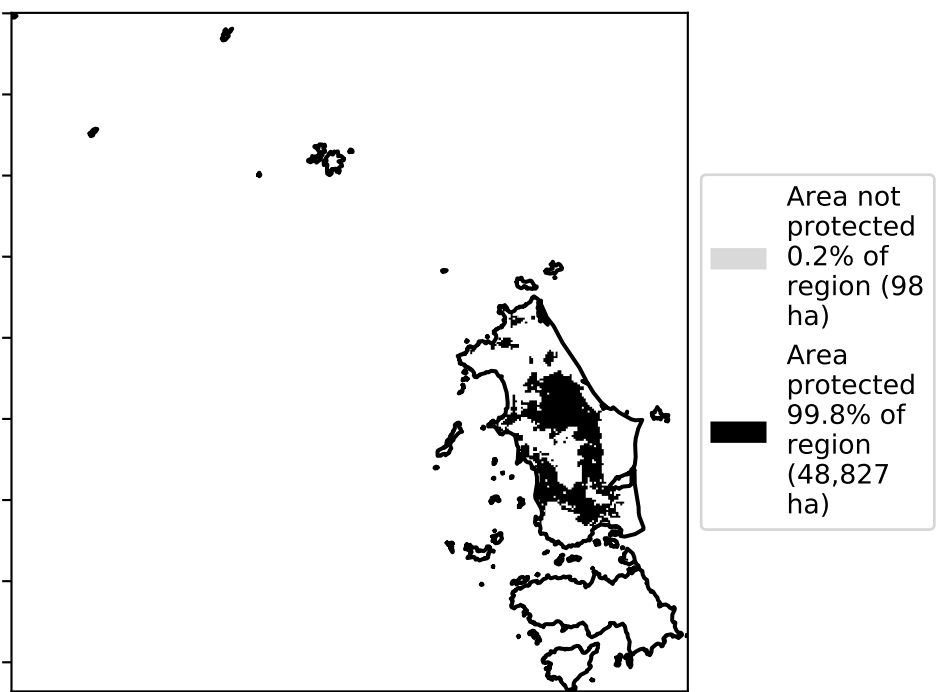 Area not
protected
0.2% of
region (98
ha)
Area
protected
99.8% of
region
(48,827
ha)